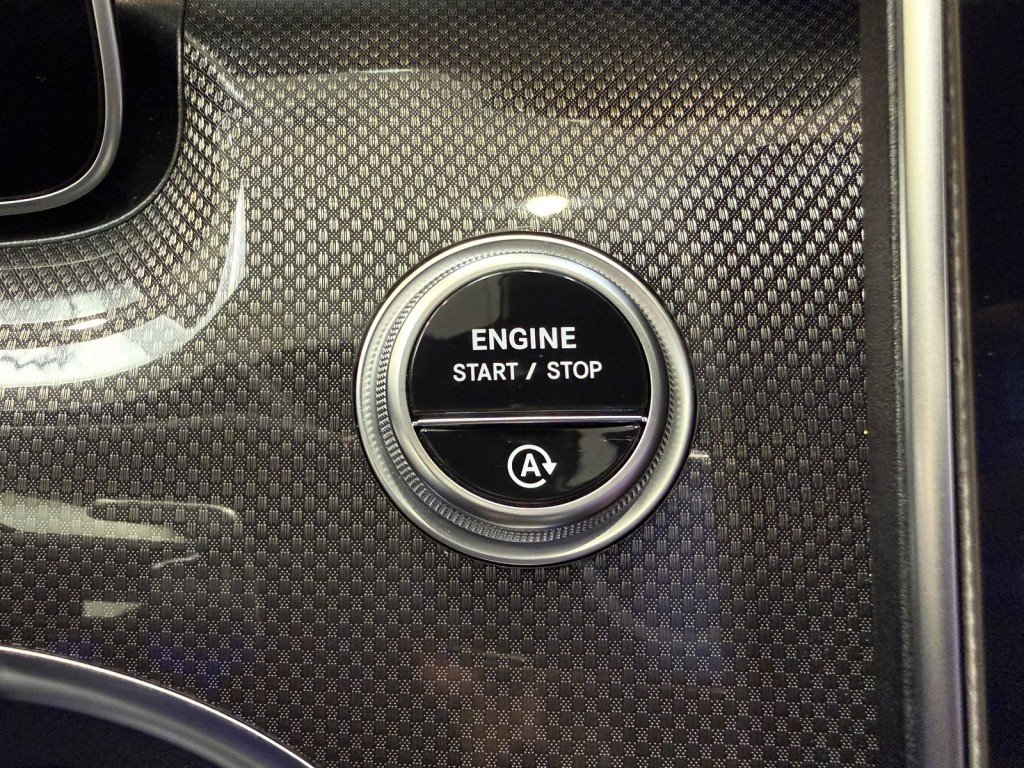 ENGINE
START / STOP
A